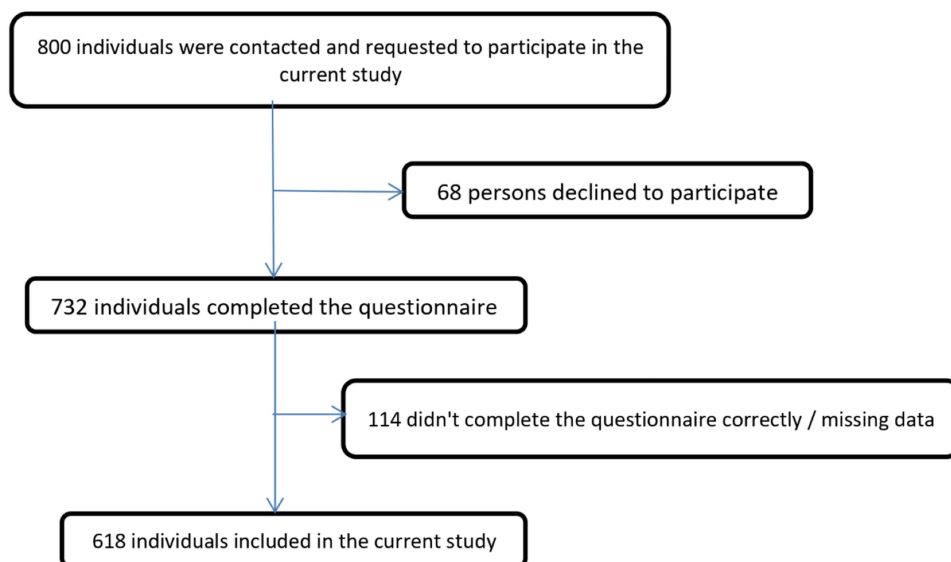 800 individuals were contacted and requested to participate in the
current study
68 persons declined to participate
732 individuals completed the questionnaire
114 didn't complete the questionnaire correctly / missing data
618 individuals included in the current study